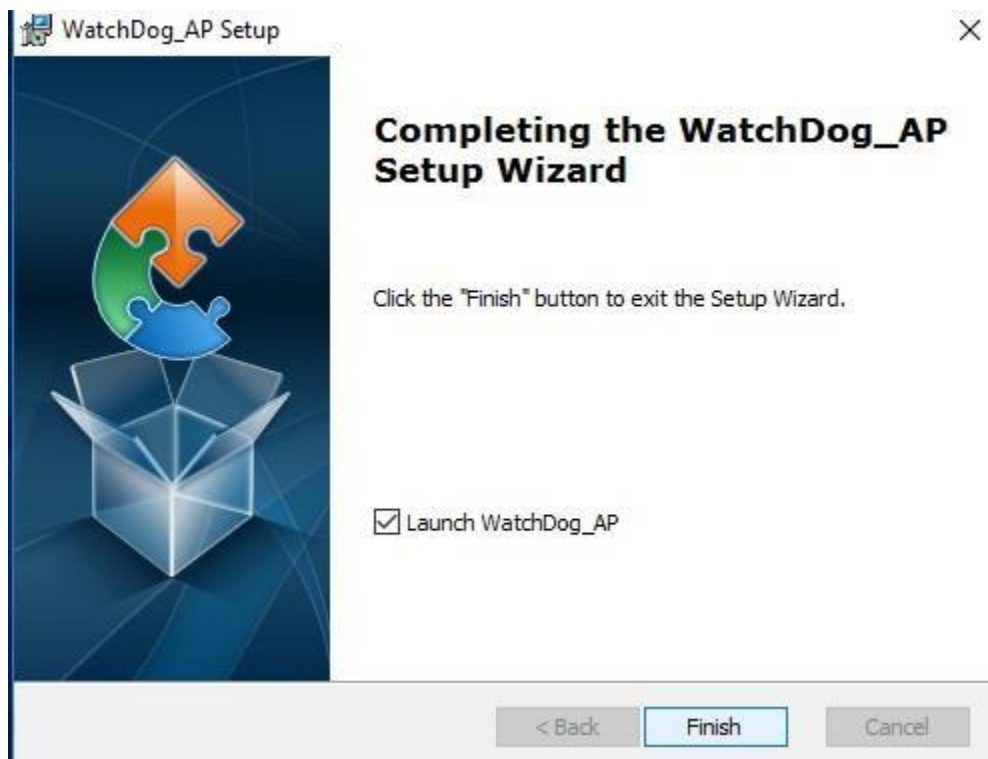 WatchDog_AP Setup
Completing the WatchDog_AP
Setup Wizard
Click the "Finish" button to exit the Setup Wizard.
Launch WatchDog_AP
< Back Finish Cancel